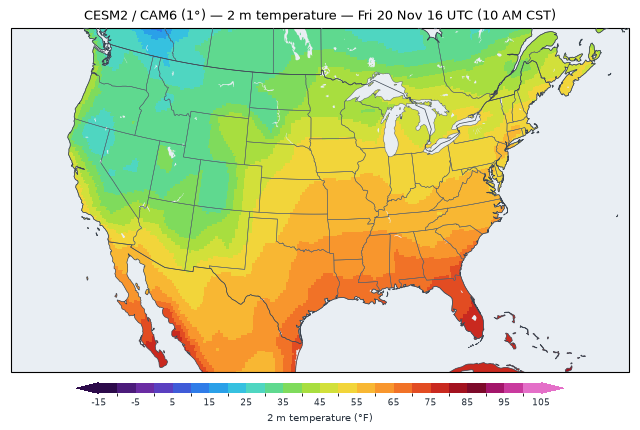 CESM2 / CAM6 (1°) — 2 m temperature — Fri 20 Nov 16 UTC (10 AM CST)
-15 -5 5 15 25 35 45 55 65 75 85 95 105
2 m temperature (°F)